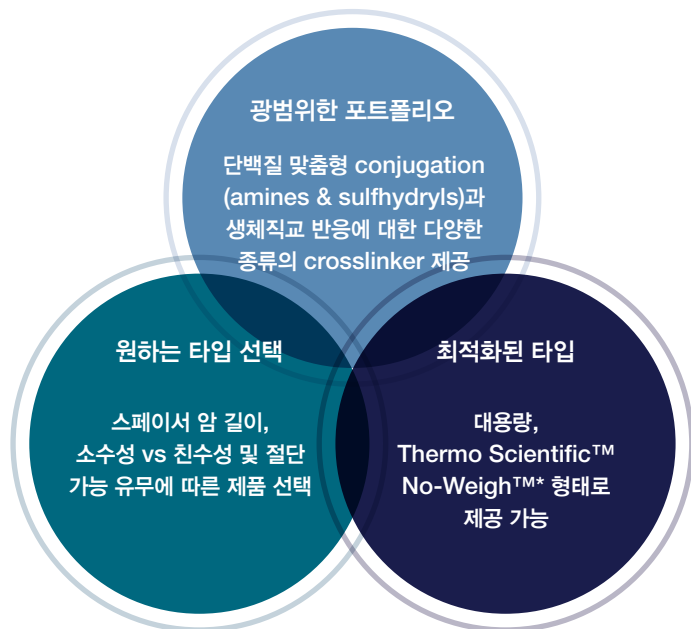 광범위한 포트폴리오
단백질 맞춤형 conjugation
(amines & sulfhydryls)과
생체직교 반응에 대한 다양한
종류의 crosslinker 제공
원하는 타입 선택
스페이서 암 길이,
소수성 vs 친수성 및 절단
가능 유무에 따른 제품 선택
최적화된 타입
대용량,
Thermo Scientific™
No-Weigh™* 형태로
제공 가능